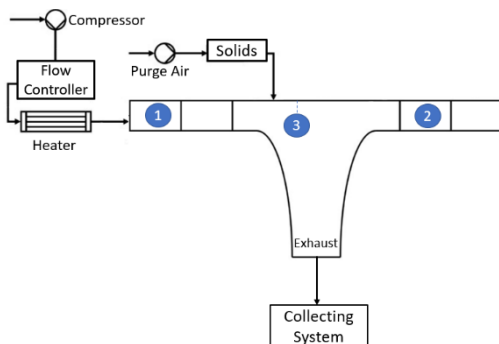 Compressor
Flow
Controller
Heater
Purge Air
Solids
1
2
3
Exhaust
Collecting
System